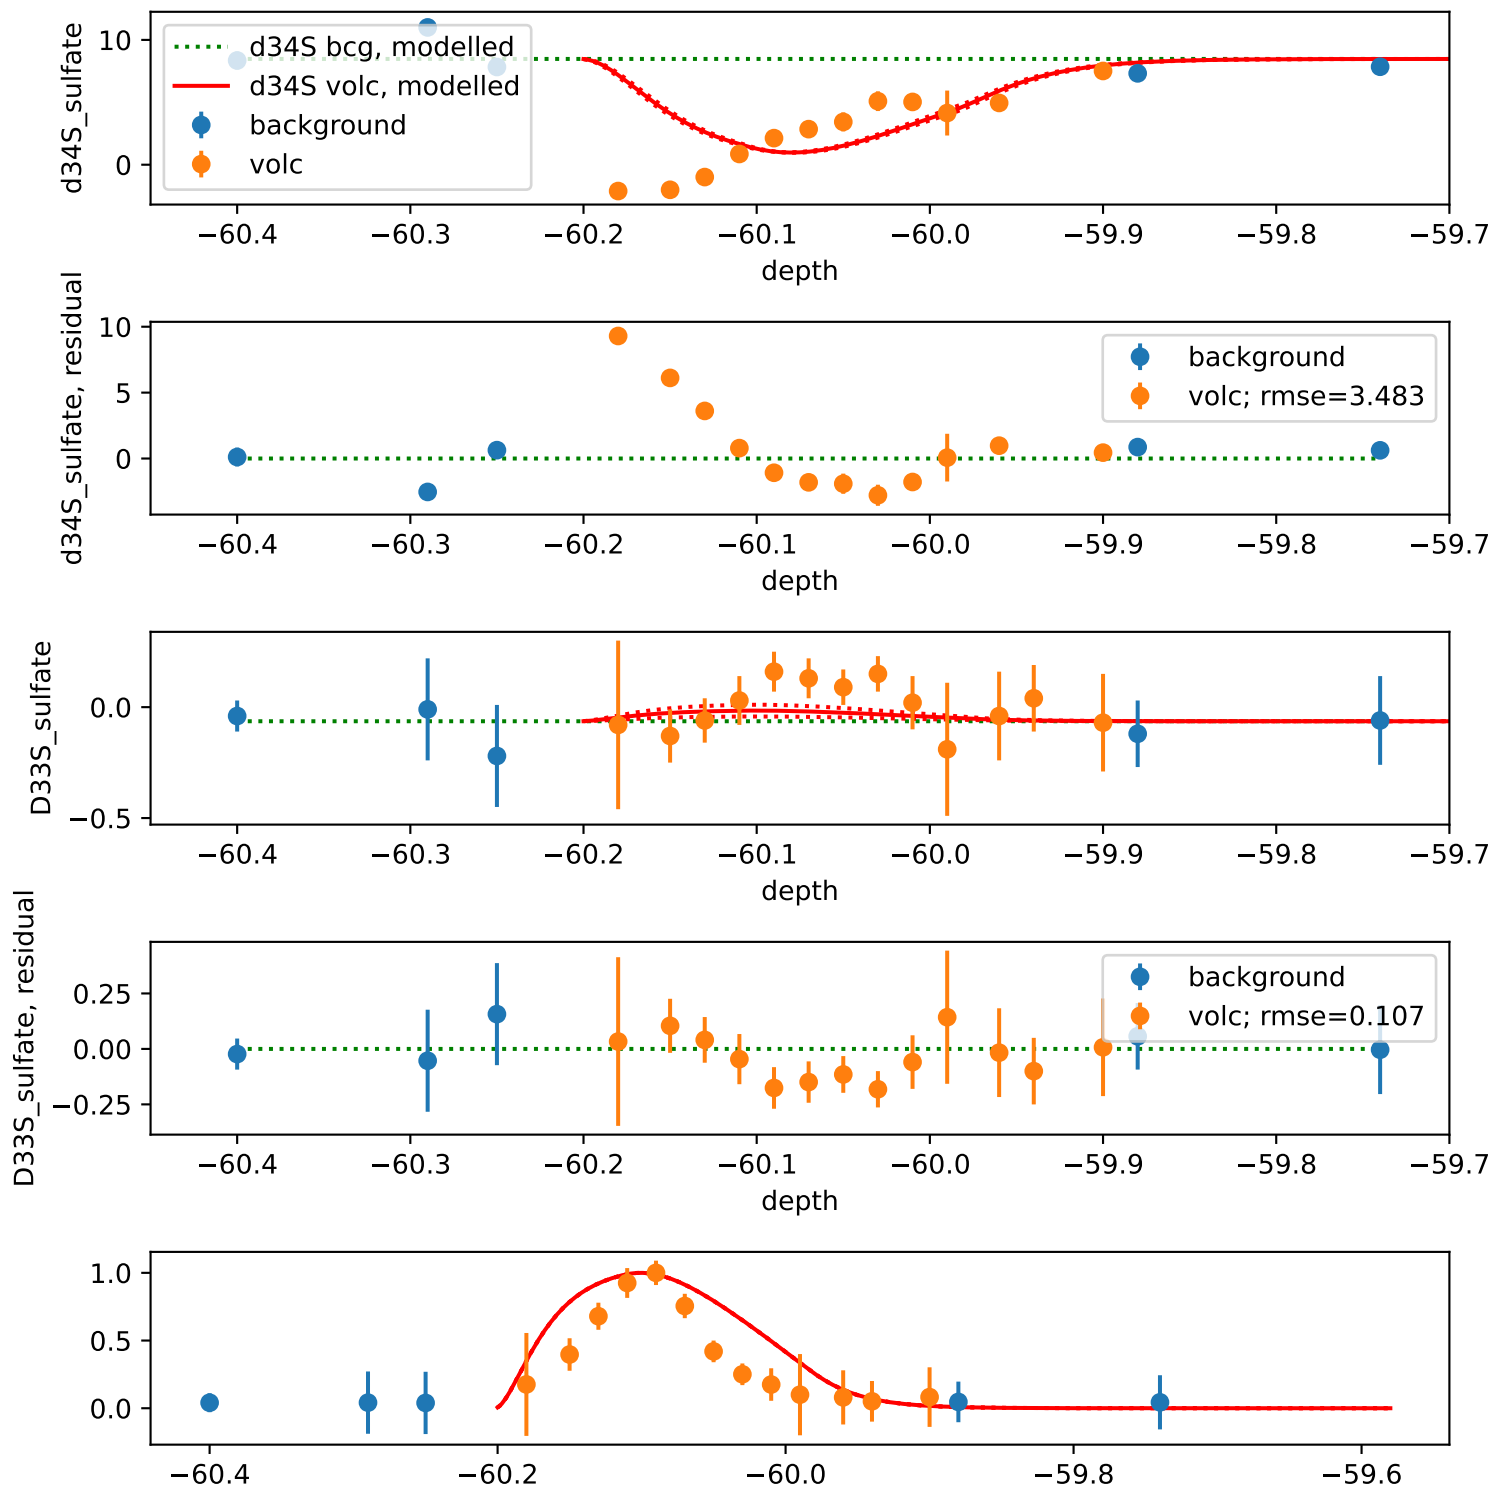 d34S_sulfate
10
0
d34S bcg, modelled
d34S volc, modelled
background
volc
−60.4 −60.3 −60.2 −60.1 −60.0 −59.9 −59.8 −59.7
depth
d34S_sulfate, residual
10
5
0
background
volc; rmse=3.483
−60.4 −60.3 −60.2 −60.1 −60.0 −59.9 −59.8 −59.7
depth
D33S_sulfate
0.0
−0.5
−60.4 −60.3 −60.2 −60.1 −60.0 −59.9 −59.8 −59.7
depth
D33S_sulfate, residual
0.25
0.00
−0.25
background
volc; rmse=0.107
−60.4 −60.3 −60.2 −60.1 −60.0 −59.9 −59.8 −59.7
depth
1.0
0.5
0.0
−60.4 −60.2 −60.0 −59.8 −59.6